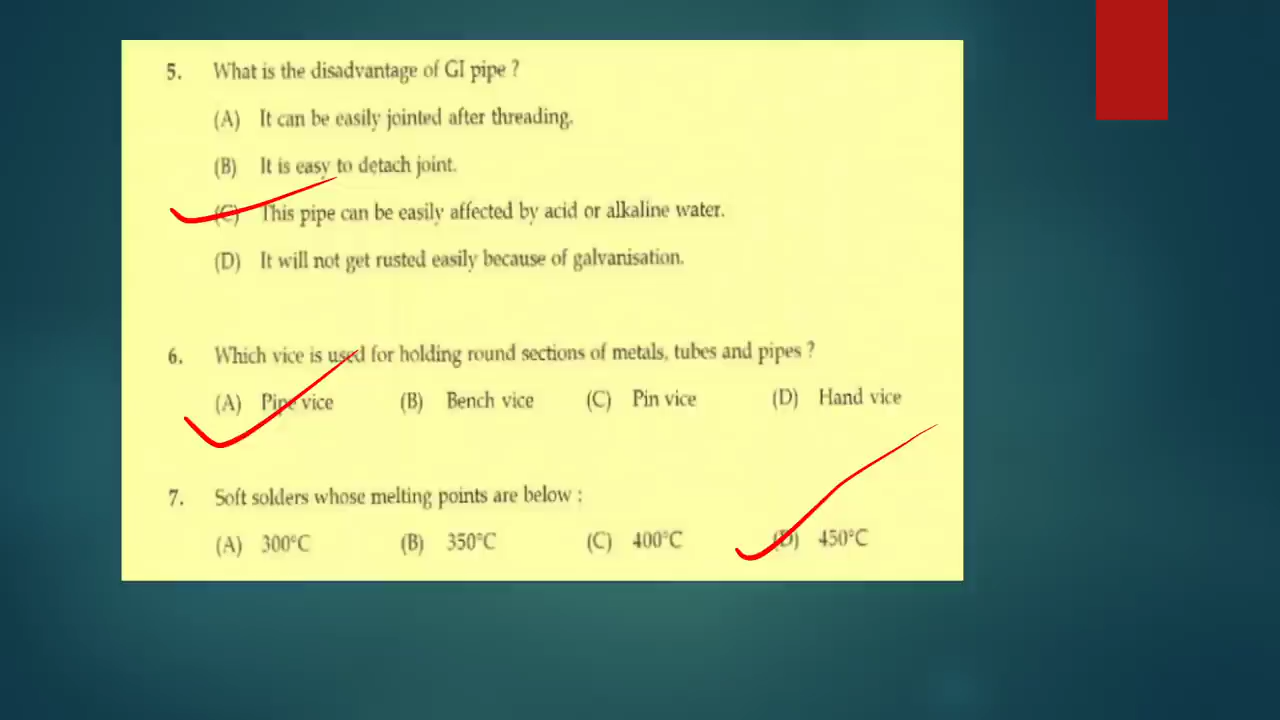 5. What is the disadvantage of GI pipe ?
(A) It can be easily jointed after threading.
(B) It is easy to detach joint.
(C) This pipe can be easily affected by acid or alkaline water.
(D) It will not get rusted easily because of galvanisation.
6. Which vice is used for holding round sections of metals, tubes and pipes ?
(A) Pipe vice (B) Bench vice (C) Pin vice (D) Hand vice
7. Soft solders whose melting points are below :
(A) 300°C (B) 350°C (C) 400°C (D) 450°C